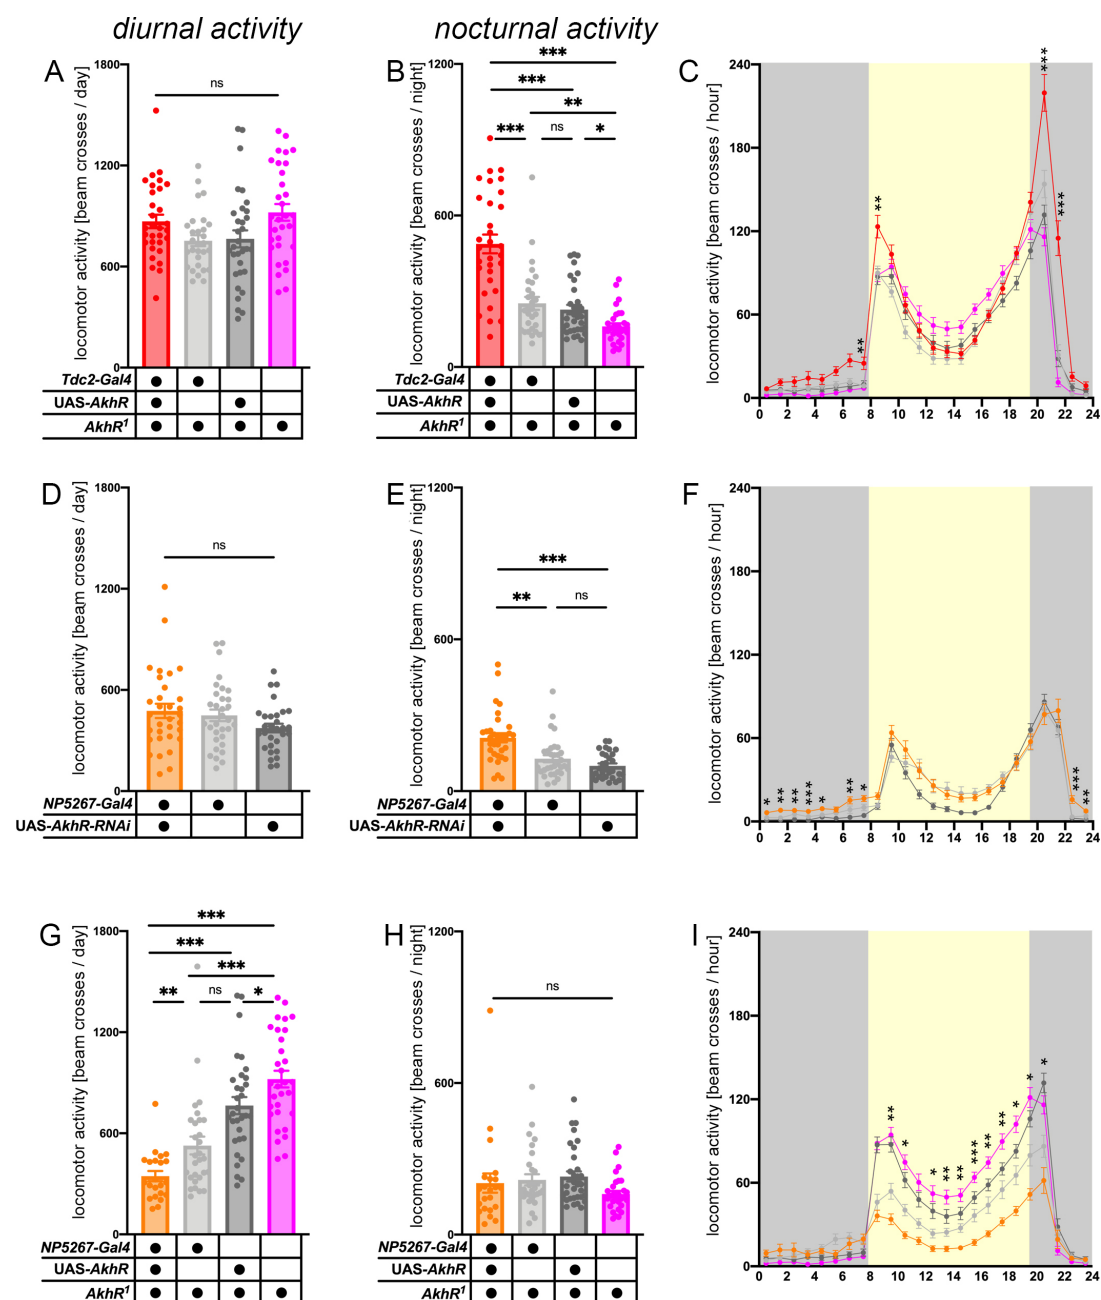 diurnal activity
nocturnal activity
A
locomotor activity [beam crosses / day]
1800
1200
600
0
ns
Tdc2-Gal4
UAS-AkhR
AkhR1
B
locomotor activity [beam crosses / night]
1200
600
0
***
***
**
***
ns
*
Tdc2-Gal4
UAS-AkhR
AkhR1
C
locomotor activity [beam crosses / hour]
240
180
120
60
0
**
**
***
***
0 2 4 6 8 10 12 14 16 18 20 22 24
D
locomotor activity [beam crosses / day]
1800
1200
600
0
ns
NP5267-Gal4
UAS-AkhR-RNAi
E
locomotor activity [beam crosses / night]
1200
600
0
***
**
ns
NP5267-Gal4
UAS-AkhR-RNAi
F
locomotor activity [beam crosses / hour]
240
180
120
60
0
* ** ** *** * ** * *** **
0 2 4 6 8 10 12 14 16 18 20 22 24
G
locomotor activity [beam crosses / day]
1800
1200
600
0
***
***
***
**
ns
*
NP5267-Gal4
UAS-AkhR
AkhR1
H
locomotor activity [beam crosses / night]
1200
600
0
ns
NP5267-Gal4
UAS-AkhR
AkhR1
I
locomotor activity [beam crosses / hour]
240
180
120
60
0
** * * ** ** *** ** ** * * *
0 2 4 6 8 10 12 14 16 18 20 22 24